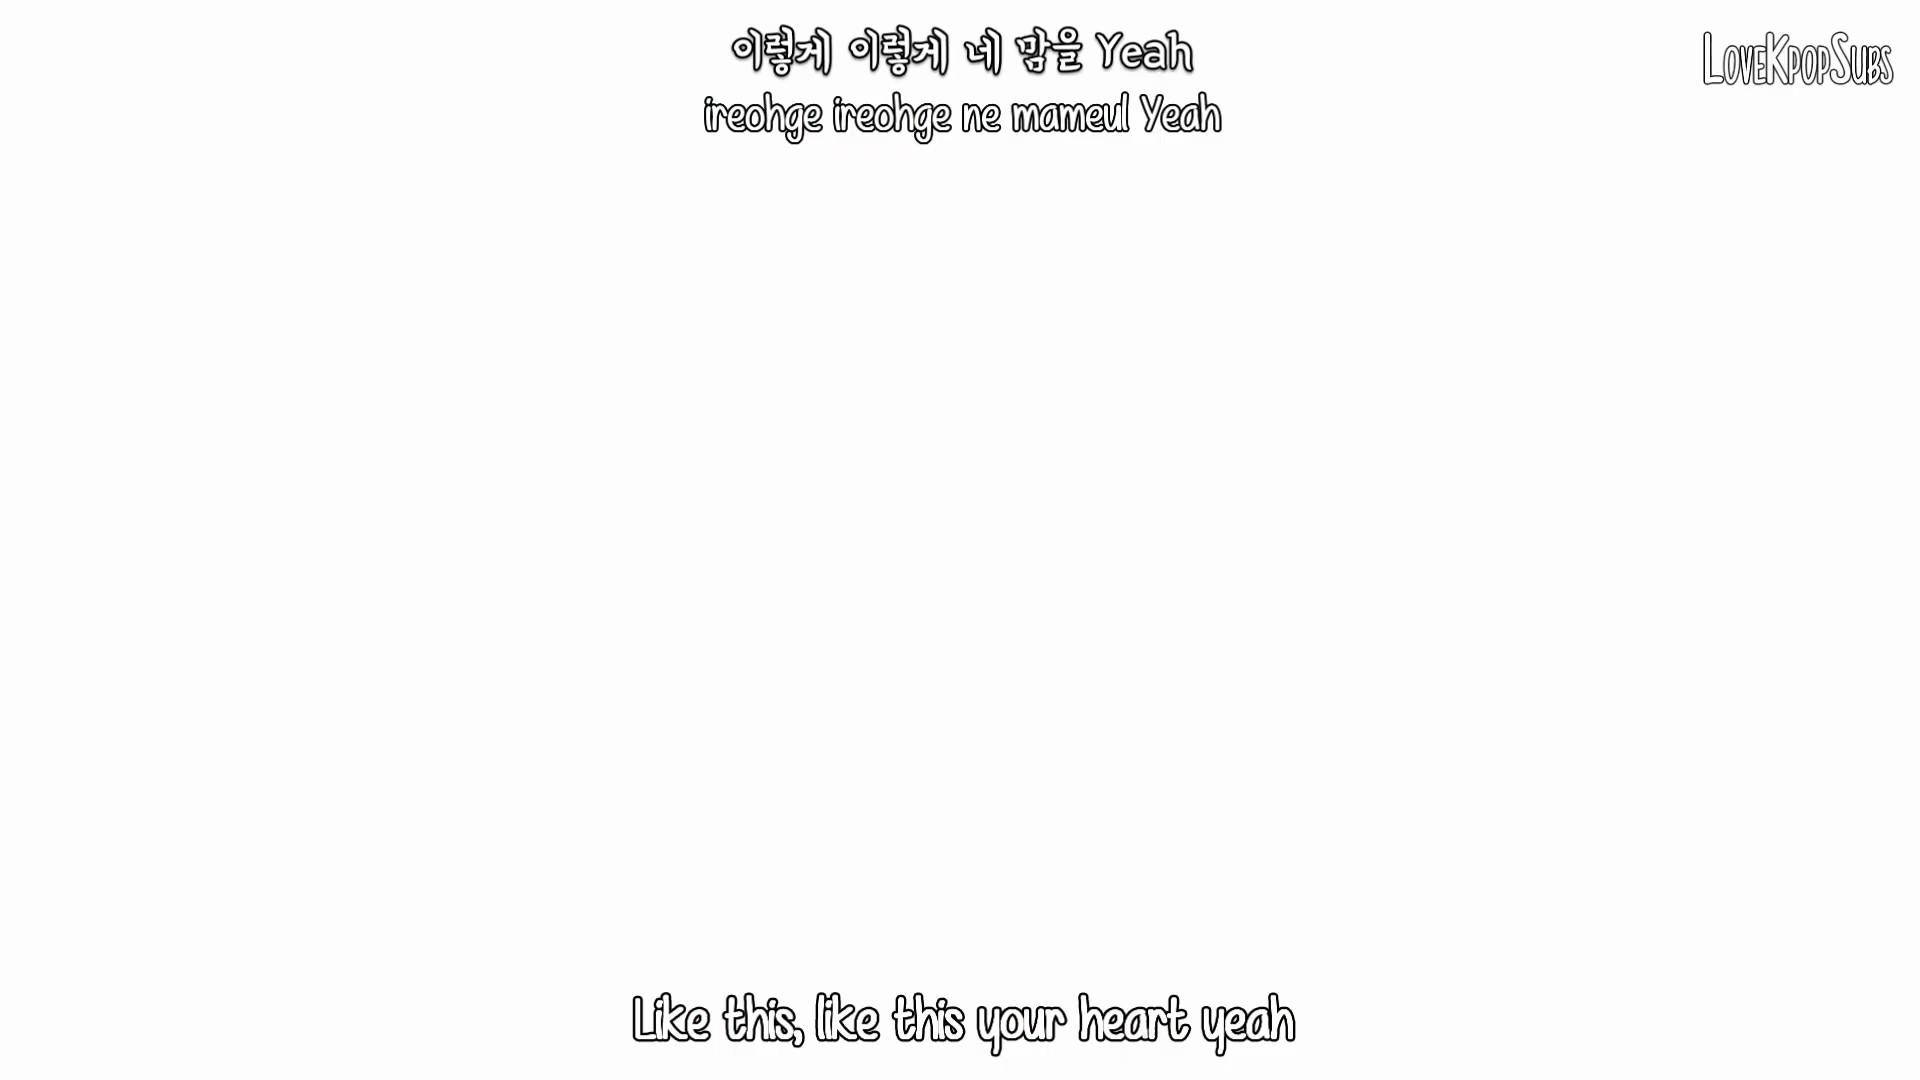 이렇게 이렇게 네 맘을 Yeah
LoveKpopSubs
ireohge ireohge ne mameul Yeah
Like this, like this your heart yeah